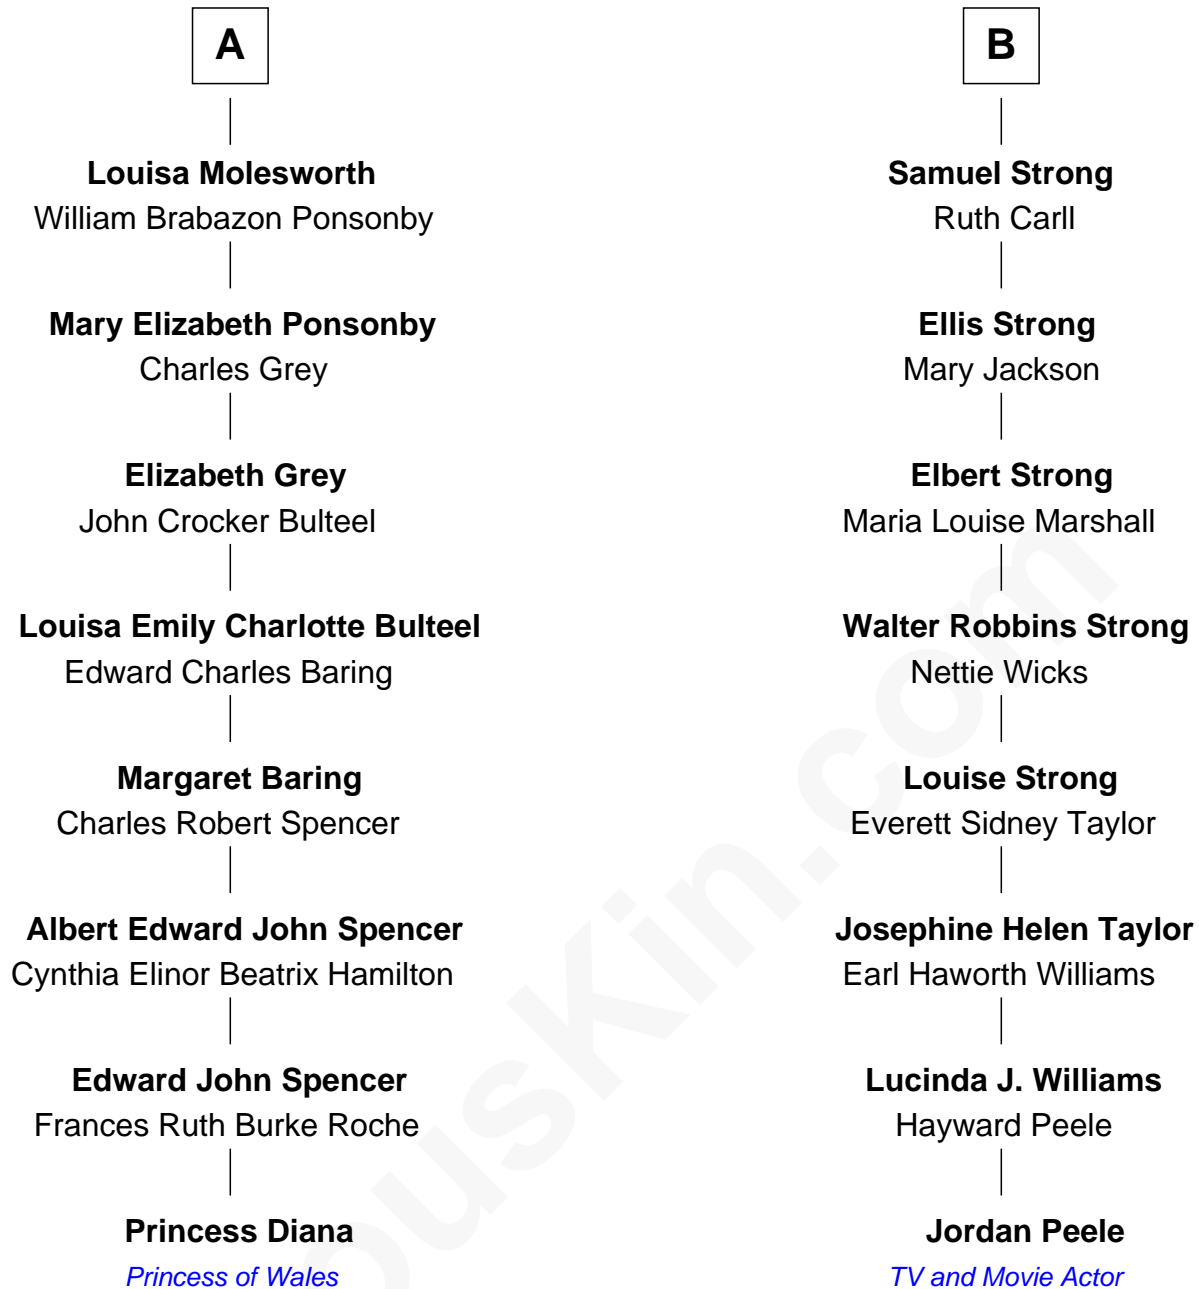 A
Louisa Molesworth
William Brabazon Ponsonby
Mary Elizabeth Ponsonby
Charles Grey
Elizabeth Grey
John Crocker Bulteel
Louisa Emily Charlotte Bulteel
Edward Charles Baring
Margaret Baring
Charles Robert Spencer
Albert Edward John Spencer
Cynthia Elinor Beatrix Hamilton
Edward John Spencer
Frances Ruth Burke Roche
Princess Diana
Princess of Wales
B
Samuel Strong
Ruth Carll
Ellis Strong
Mary Jackson
Elbert Strong
Maria Louise Marshall
Walter Robbins Strong
Nettie Wicks
Louise Strong
Everett Sidney Taylor
Josephine Helen Taylor
Earl Haworth Williams
Lucinda J. Williams
Hayward Peele
Jordan Peele
TV and Movie Actor
ousKin.com